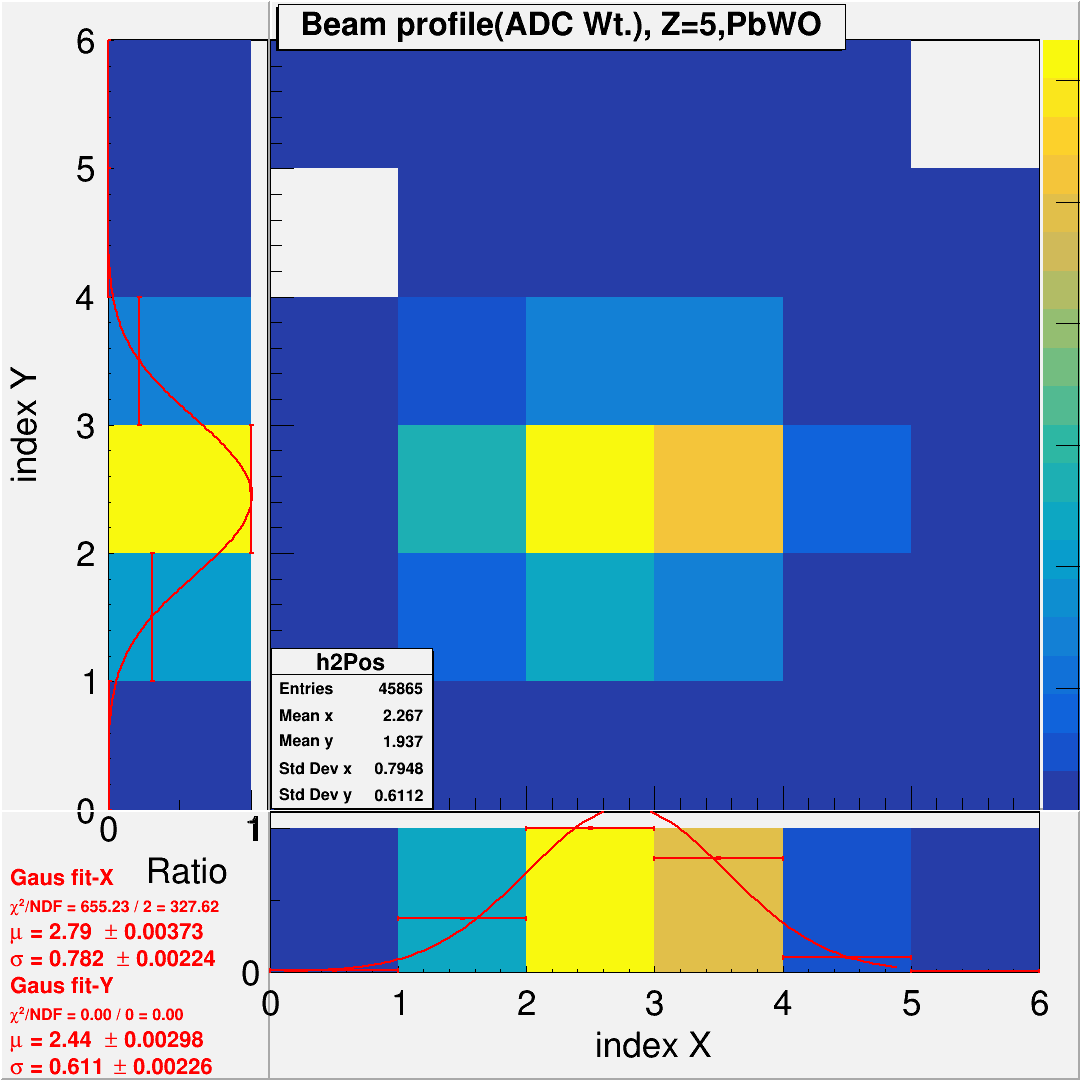 Beam profile(ADC Wt.), Z=5,PbWO
6
5
4
3
2
1
0
index Y
0
1
Ratio
h2Pos
Entries 45865
Mean x 2.267
Mean y 1.937
Std Dev x 0.7948
Std Dev y 0.6112
1
0
0 1 2 3 4 5 6
index X
Gaus fit-X
χ²/NDF = 655.23 / 2 = 327.62
μ = 2.79 ± 0.00373
σ = 0.782 ± 0.00224
Gaus fit-Y
χ²/NDF = 0.00 / 0 = 0.00
μ = 2.44 ± 0.00298
σ = 0.611 ± 0.00226